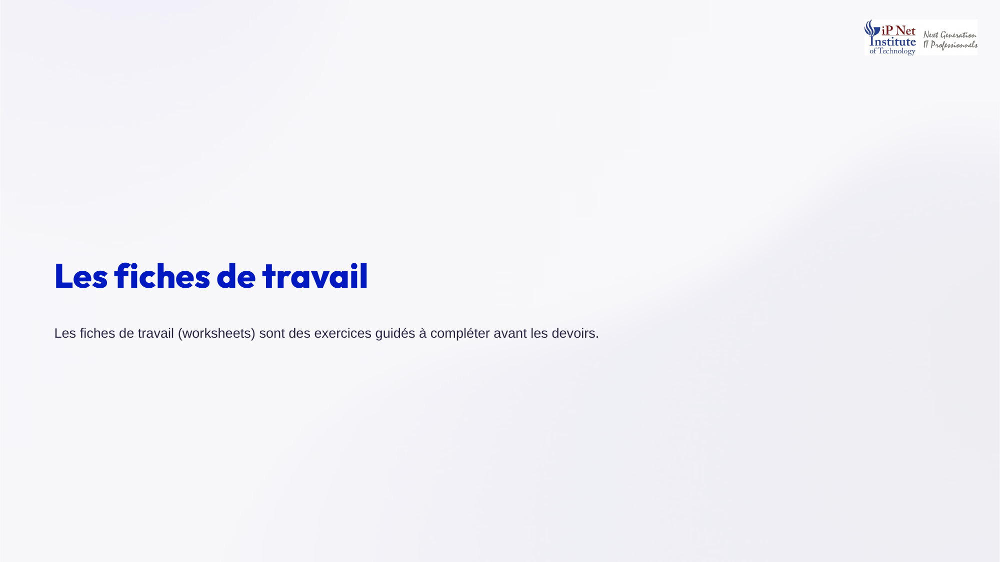 iP Net
Institute
of Technology
Next Generation
IT Professionnels
Les fiches de travail
Les fiches de travail (worksheets) sont des exercices guidés à compléter avant les devoirs.